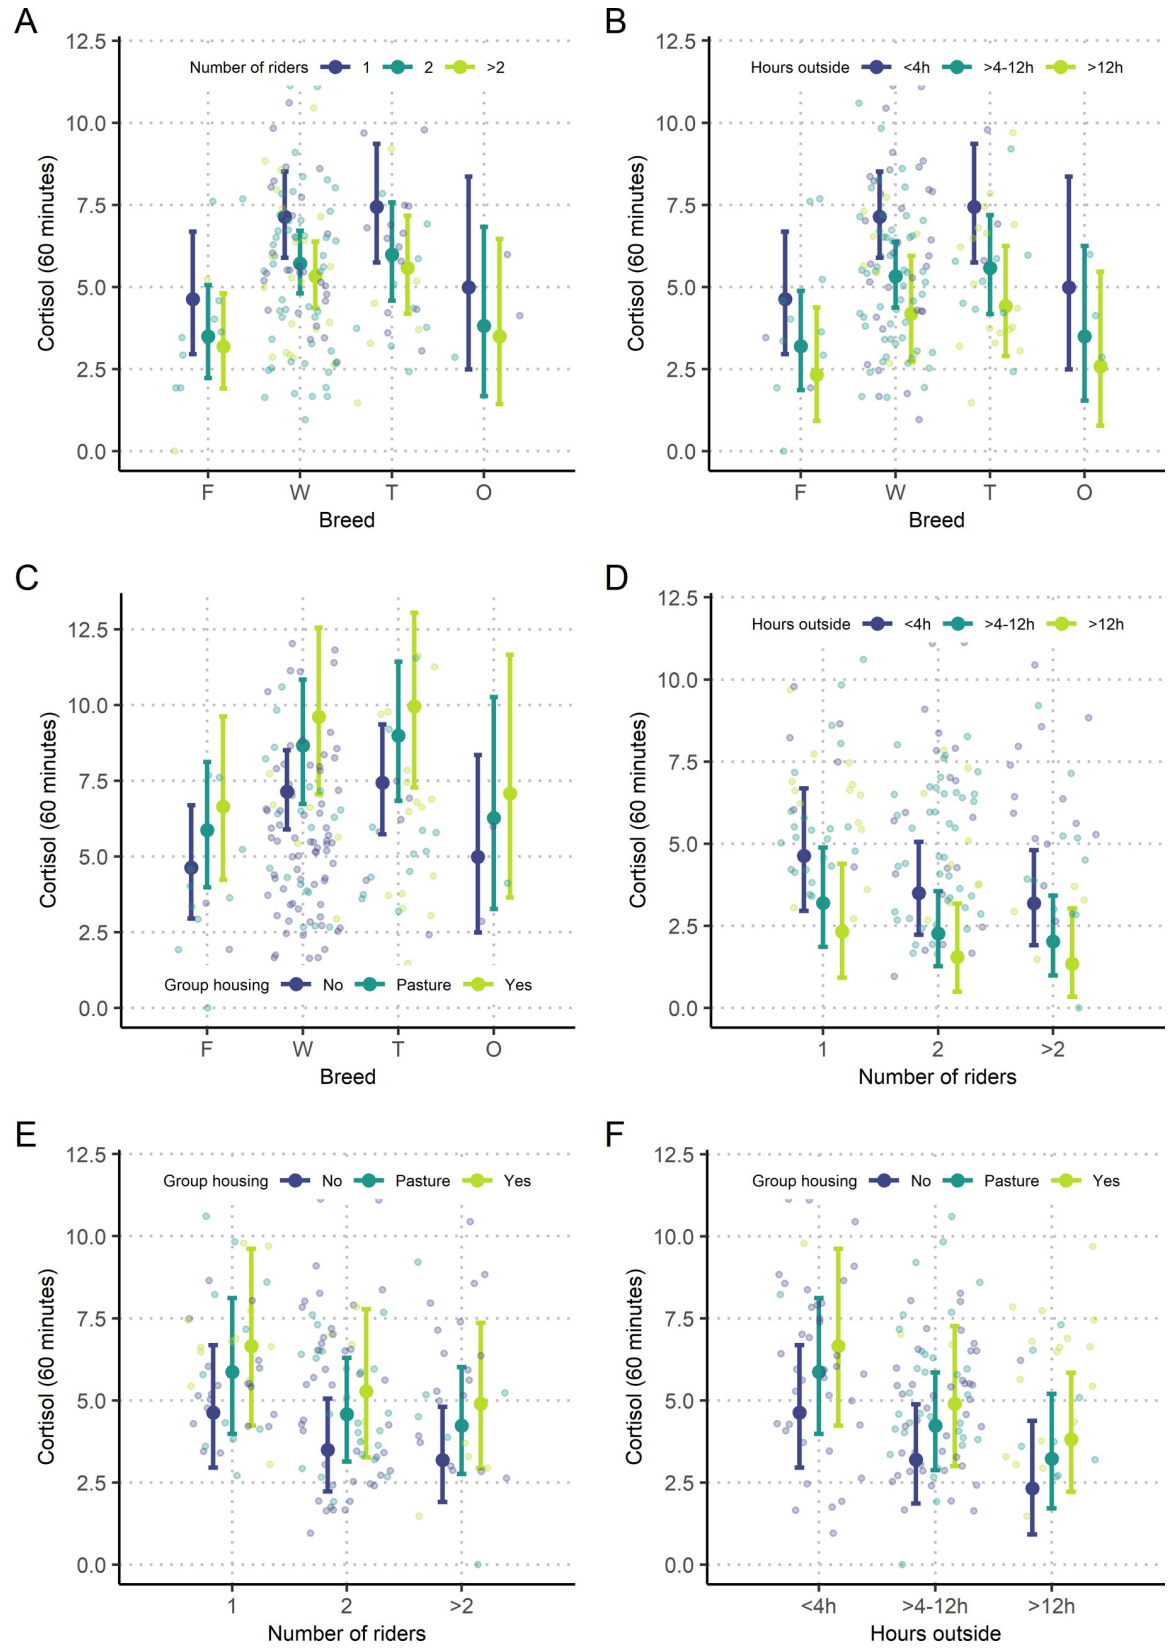 A
Cortisol (60 minutes)
12.5
10.0
7.5
5.0
2.5
0.0
Number of riders 1 2 >2
F W T O
Breed
B
Cortisol (60 minutes)
12.5
10.0
7.5
5.0
2.5
0.0
Hours outside <4h >4-12h >12h
F W T O
Breed
C
Cortisol (60 minutes)
12.5
10.0
7.5
5.0
2.5
0.0
Group housing No Pasture Yes
F W T O
Breed
D
Cortisol (60 minutes)
12.5
10.0
7.5
5.0
2.5
0.0
Hours outside <4h >4-12h >12h
1 2 >2
Number of riders
E
Cortisol (60 minutes)
12.5
10.0
7.5
5.0
2.5
0.0
Group housing No Pasture Yes
1 2 >2
Number of riders
F
Cortisol (60 minutes)
12.5
10.0
7.5
5.0
2.5
0.0
Group housing No Pasture Yes
<4h >4-12h >12h
Hours outside